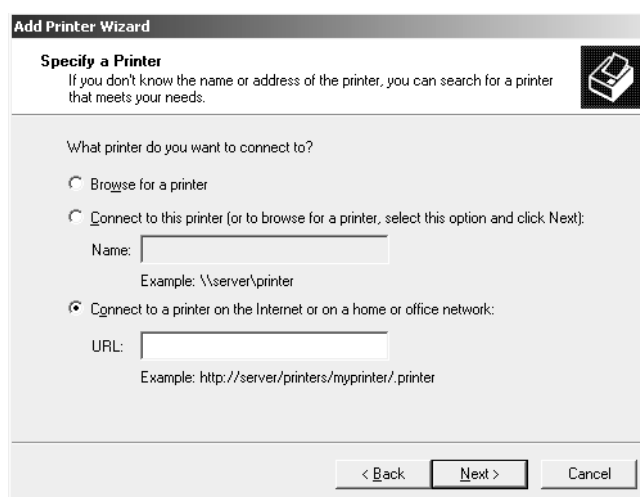 Add Printer Wizard
Specify a Printer
If you don't know the name or address of the printer, you can search for a printer
that meets your needs.
What printer do you want to connect to?
Browse for a printer
Connect to this printer (or to browse for a printer, select this option and click Next):
Name:
Example: \\server\printer
Connect to a printer on the Internet or on a home or office network:
URL:
Example: http://server/printers/myprinter/.printer
< Back Next > Cancel